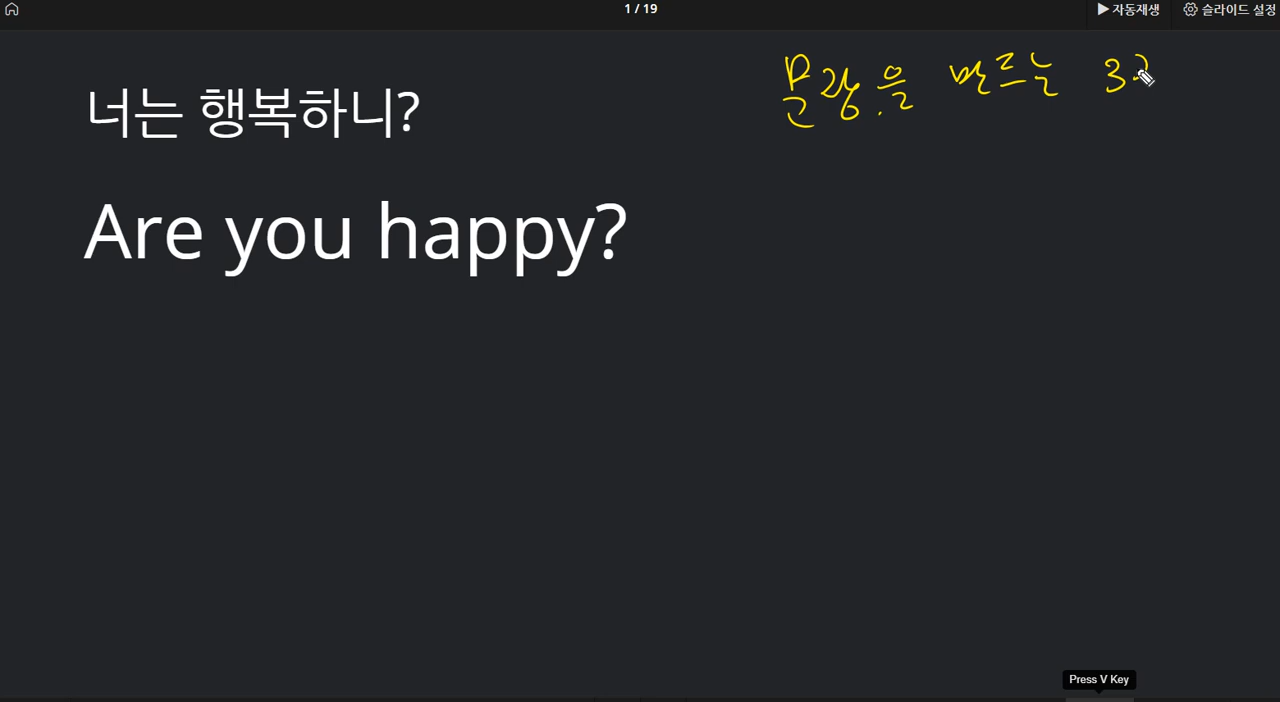 1 / 19
자동재생
슬라이드 설정
너는 행복하니?
Are you happy?
문장을 만드는 3
Press V Key